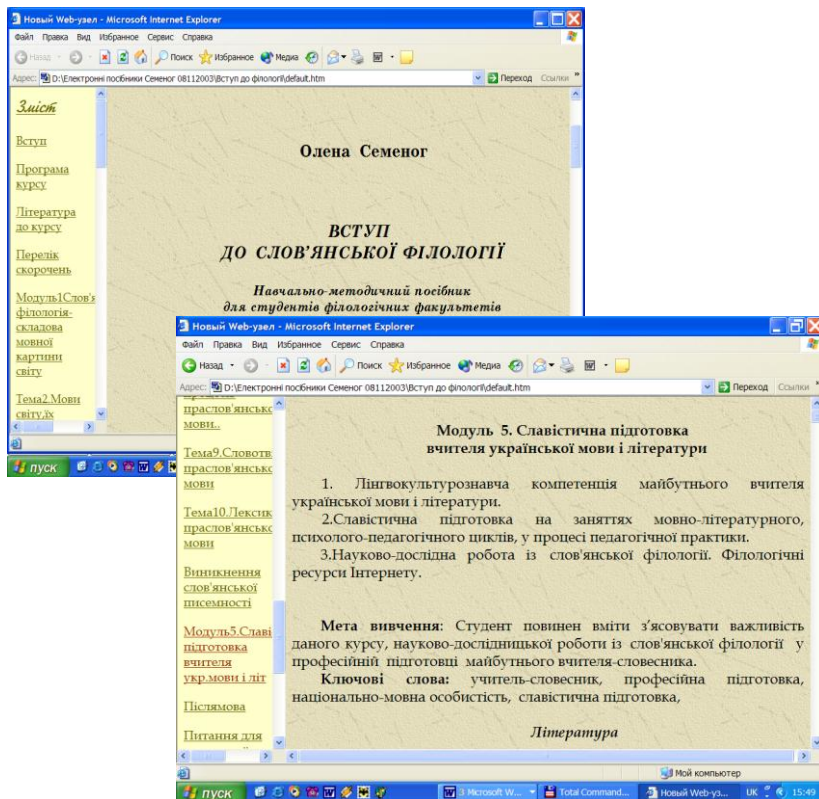 Новый Web-узел - Microsoft Internet Explorer
Файл Правка Вид Избранное Сервис Справка
Назад Поиск Избранное Медиа
Адрес: D:\Електронні посібники Семеног 08112003\Вступ до філології\default.htm Переход Ссылки »
Зміст
Вступ
Програма
курсу
Література
до курсу
Перелік
скорочень
Модуль1Слов'я
філологія-
складова
мовної
картини
світу
Тема2.Мови
світу,їх
Олена Семеног
ВСТУП
ДО СЛОВ’ЯНСЬКОЇ ФІЛОЛОГІЇ
Навчально-методичний посібник
для студентів філологічних факультетів
пуск
Новый Web-узел - Microsoft Internet Explorer
Файл Правка Вид Избранное Сервис Справка
Назад Поиск Избранное Медиа
Адрес: D:\Електронні посібники Семеног 08112003\Вступ до філології\default.htm Переход Ссылки »
праслов'янсько
мови..
Тема9.Словотв
праслов'янсько
мови
Тема10.Лексик
праслов'янсько
мови
Виникнення
слов'янської
писемності
Модуль5.Славі
підготовка
вчителя
укр.мови і літ
Післямова
Питання для
Модуль 5. Славістична підготовка
вчителя української мови і літератури
1. Лінгвокультурознавча компетенція майбутнього вчителя
української мови і літератури.
2.Славістична підготовка на заняттях мовно-літературного,
психолого-педагогічного циклів, у процесі педагогічної практики.
3.Науково-дослідна робота із слов'янської філології. Філологічні
ресурси Інтернету.
Мета вивчення: Студент повинен вміти з’ясовувати важливість
даного курсу, науково-дослідницької роботи із слов'янської філології у
професійній підготовці майбутнього вчителя-словесника.
Ключові слова: учитель-словесник, професійна підготовка,
національно-мовна особистість, славістична підготовка,
Література
Мой компьютер
пуск 3 Microsoft W... Total Command... Новый Web-уз... UK 15:49